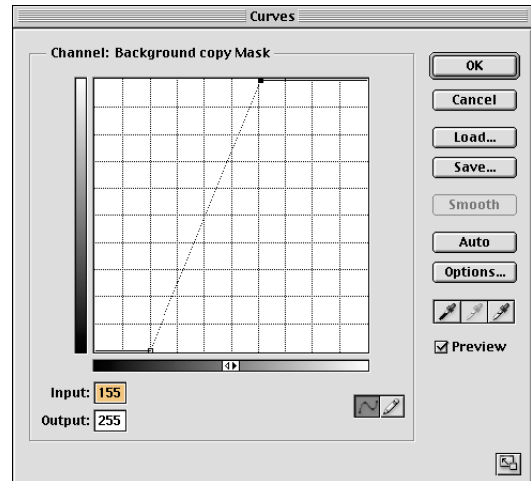 Curves
Channel: Background copy Mask
OK
Cancel
Load...
Save...
Smooth
Auto
Options...
Preview
Input: 155
Output: 255